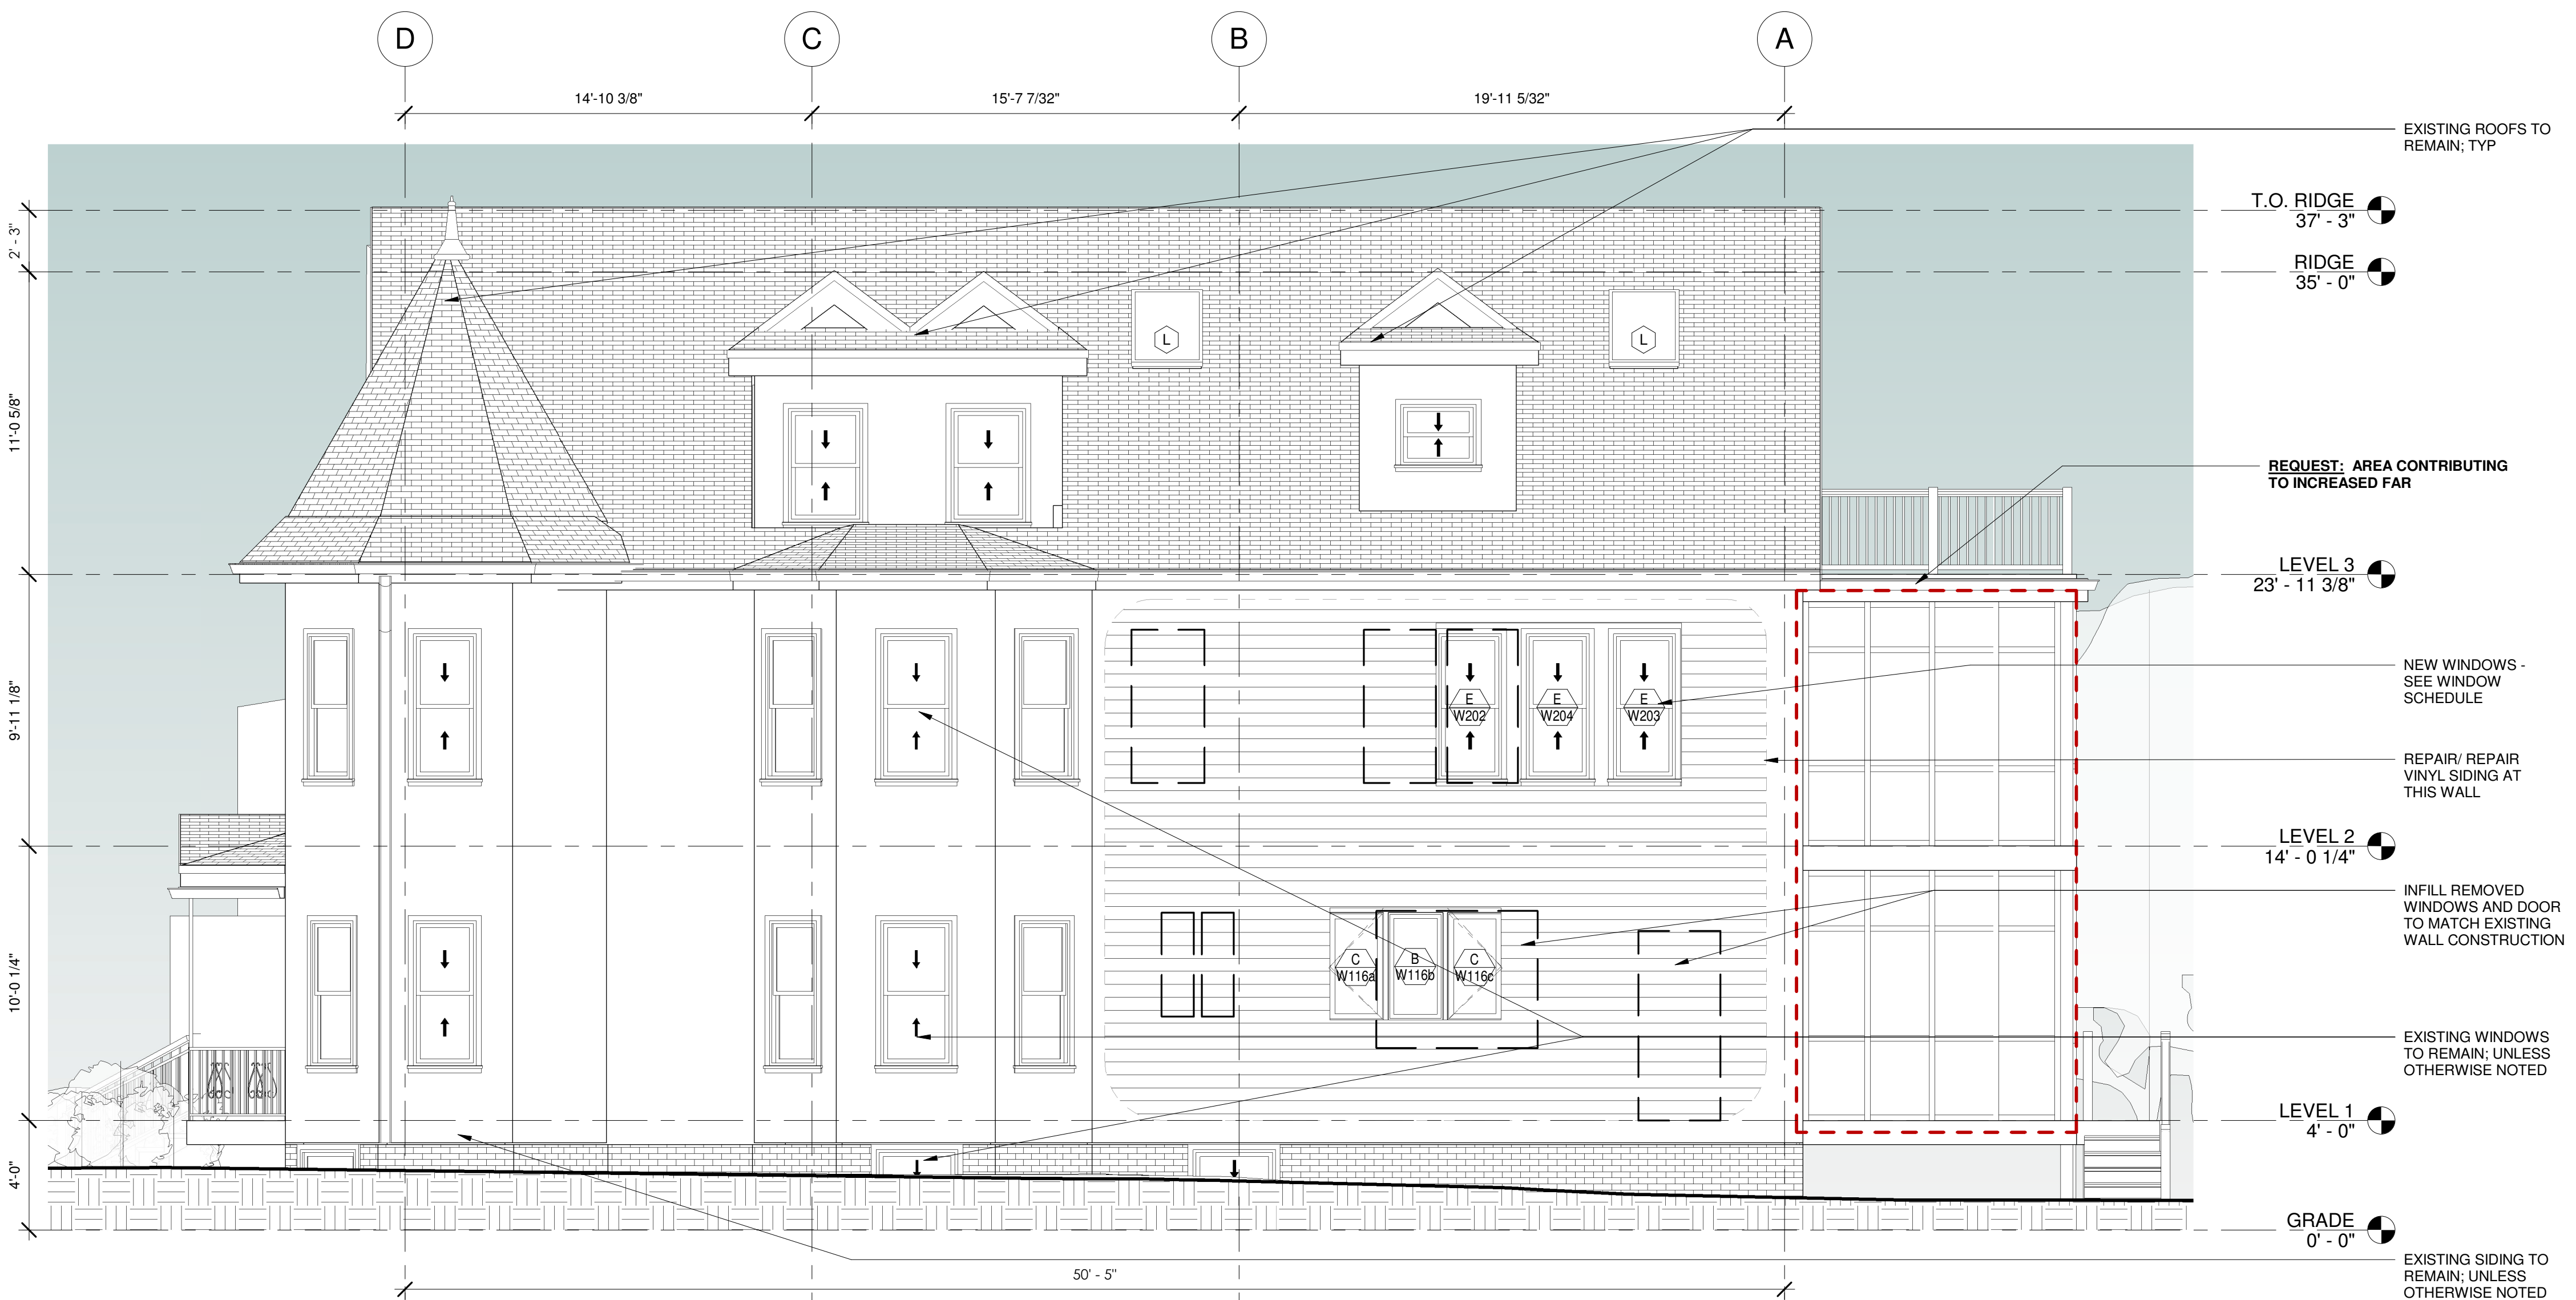 D
C
B
A
14'-10 3/8"
15'-7 7/32"
19'-11 5/32"
EXISTING ROOFS TO
REMAIN; TYP
T.O. RIDGE
37' - 3"
2' - 3"
RIDGE
35' - 0"
L
L
11'-0 5/8"
REQUEST: AREA CONTRIBUTING
TO INCREASED FAR
LEVEL 3
23' - 11 3/8"
NEW WINDOWS -
SEE WINDOW
SCHEDULE
E
W202
E
W204
E
W203
9'-11 1/8"
REPAIR/ REPAIR
VINYL SIDING AT
THIS WALL
LEVEL 2
14' - 0 1/4"
INFILL REMOVED
WINDOWS AND DOOR
TO MATCH EXISTING
WALL CONSTRUCTION
C
W116a
B
W116b
C
W116c
10'-0 1/4"
EXISTING WINDOWS
TO REMAIN; UNLESS
OTHERWISE NOTED
LEVEL 1
4' - 0"
4'-0"
GRADE
0' - 0"
EXISTING SIDING TO
REMAIN; UNLESS
OTHERWISE NOTED
50' - 5"